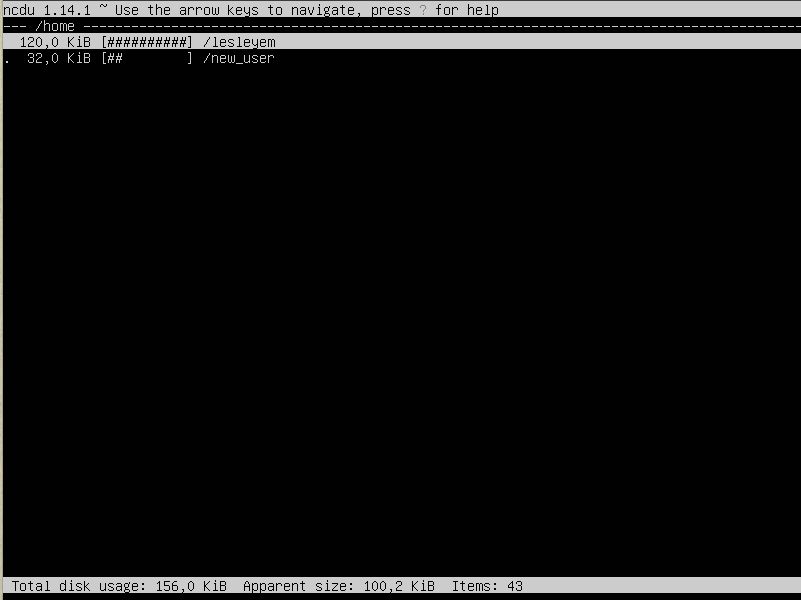 ncdu 1.14.1 ~ Use the arrow keys to navigate, press ? for help
--- /home ----------------------------------------------------------------------------------------
120,0 KiB [##########] /lesleyem
. 32,0 KiB [##        ] /new_user
Total disk usage: 156,0 KiB  Apparent size: 100,2 KiB  Items: 43